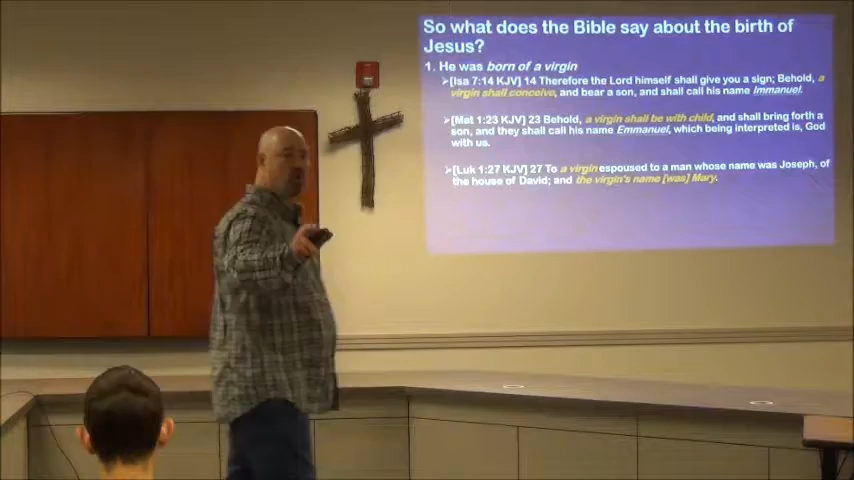 So what does the Bible say about the birth of
Jesus?
1. He was born of a virgin
➢[Isa 7:14 KJV] 14 Therefore the Lord himself shall give you a sign; Behold, a
virgin shall conceive, and bear a son, and shall call his name Immanuel.
➢[Mat 1:23 KJV] 23 Behold, a virgin shall be with child, and shall bring forth a
son, and they shall call his name Emmanuel, which being interpreted is, God
with us.
➢[Luk 1:27 KJV] 27 To a virgin espoused to a man whose name was Joseph, of
the house of David; and the virgin's name [was] Mary.